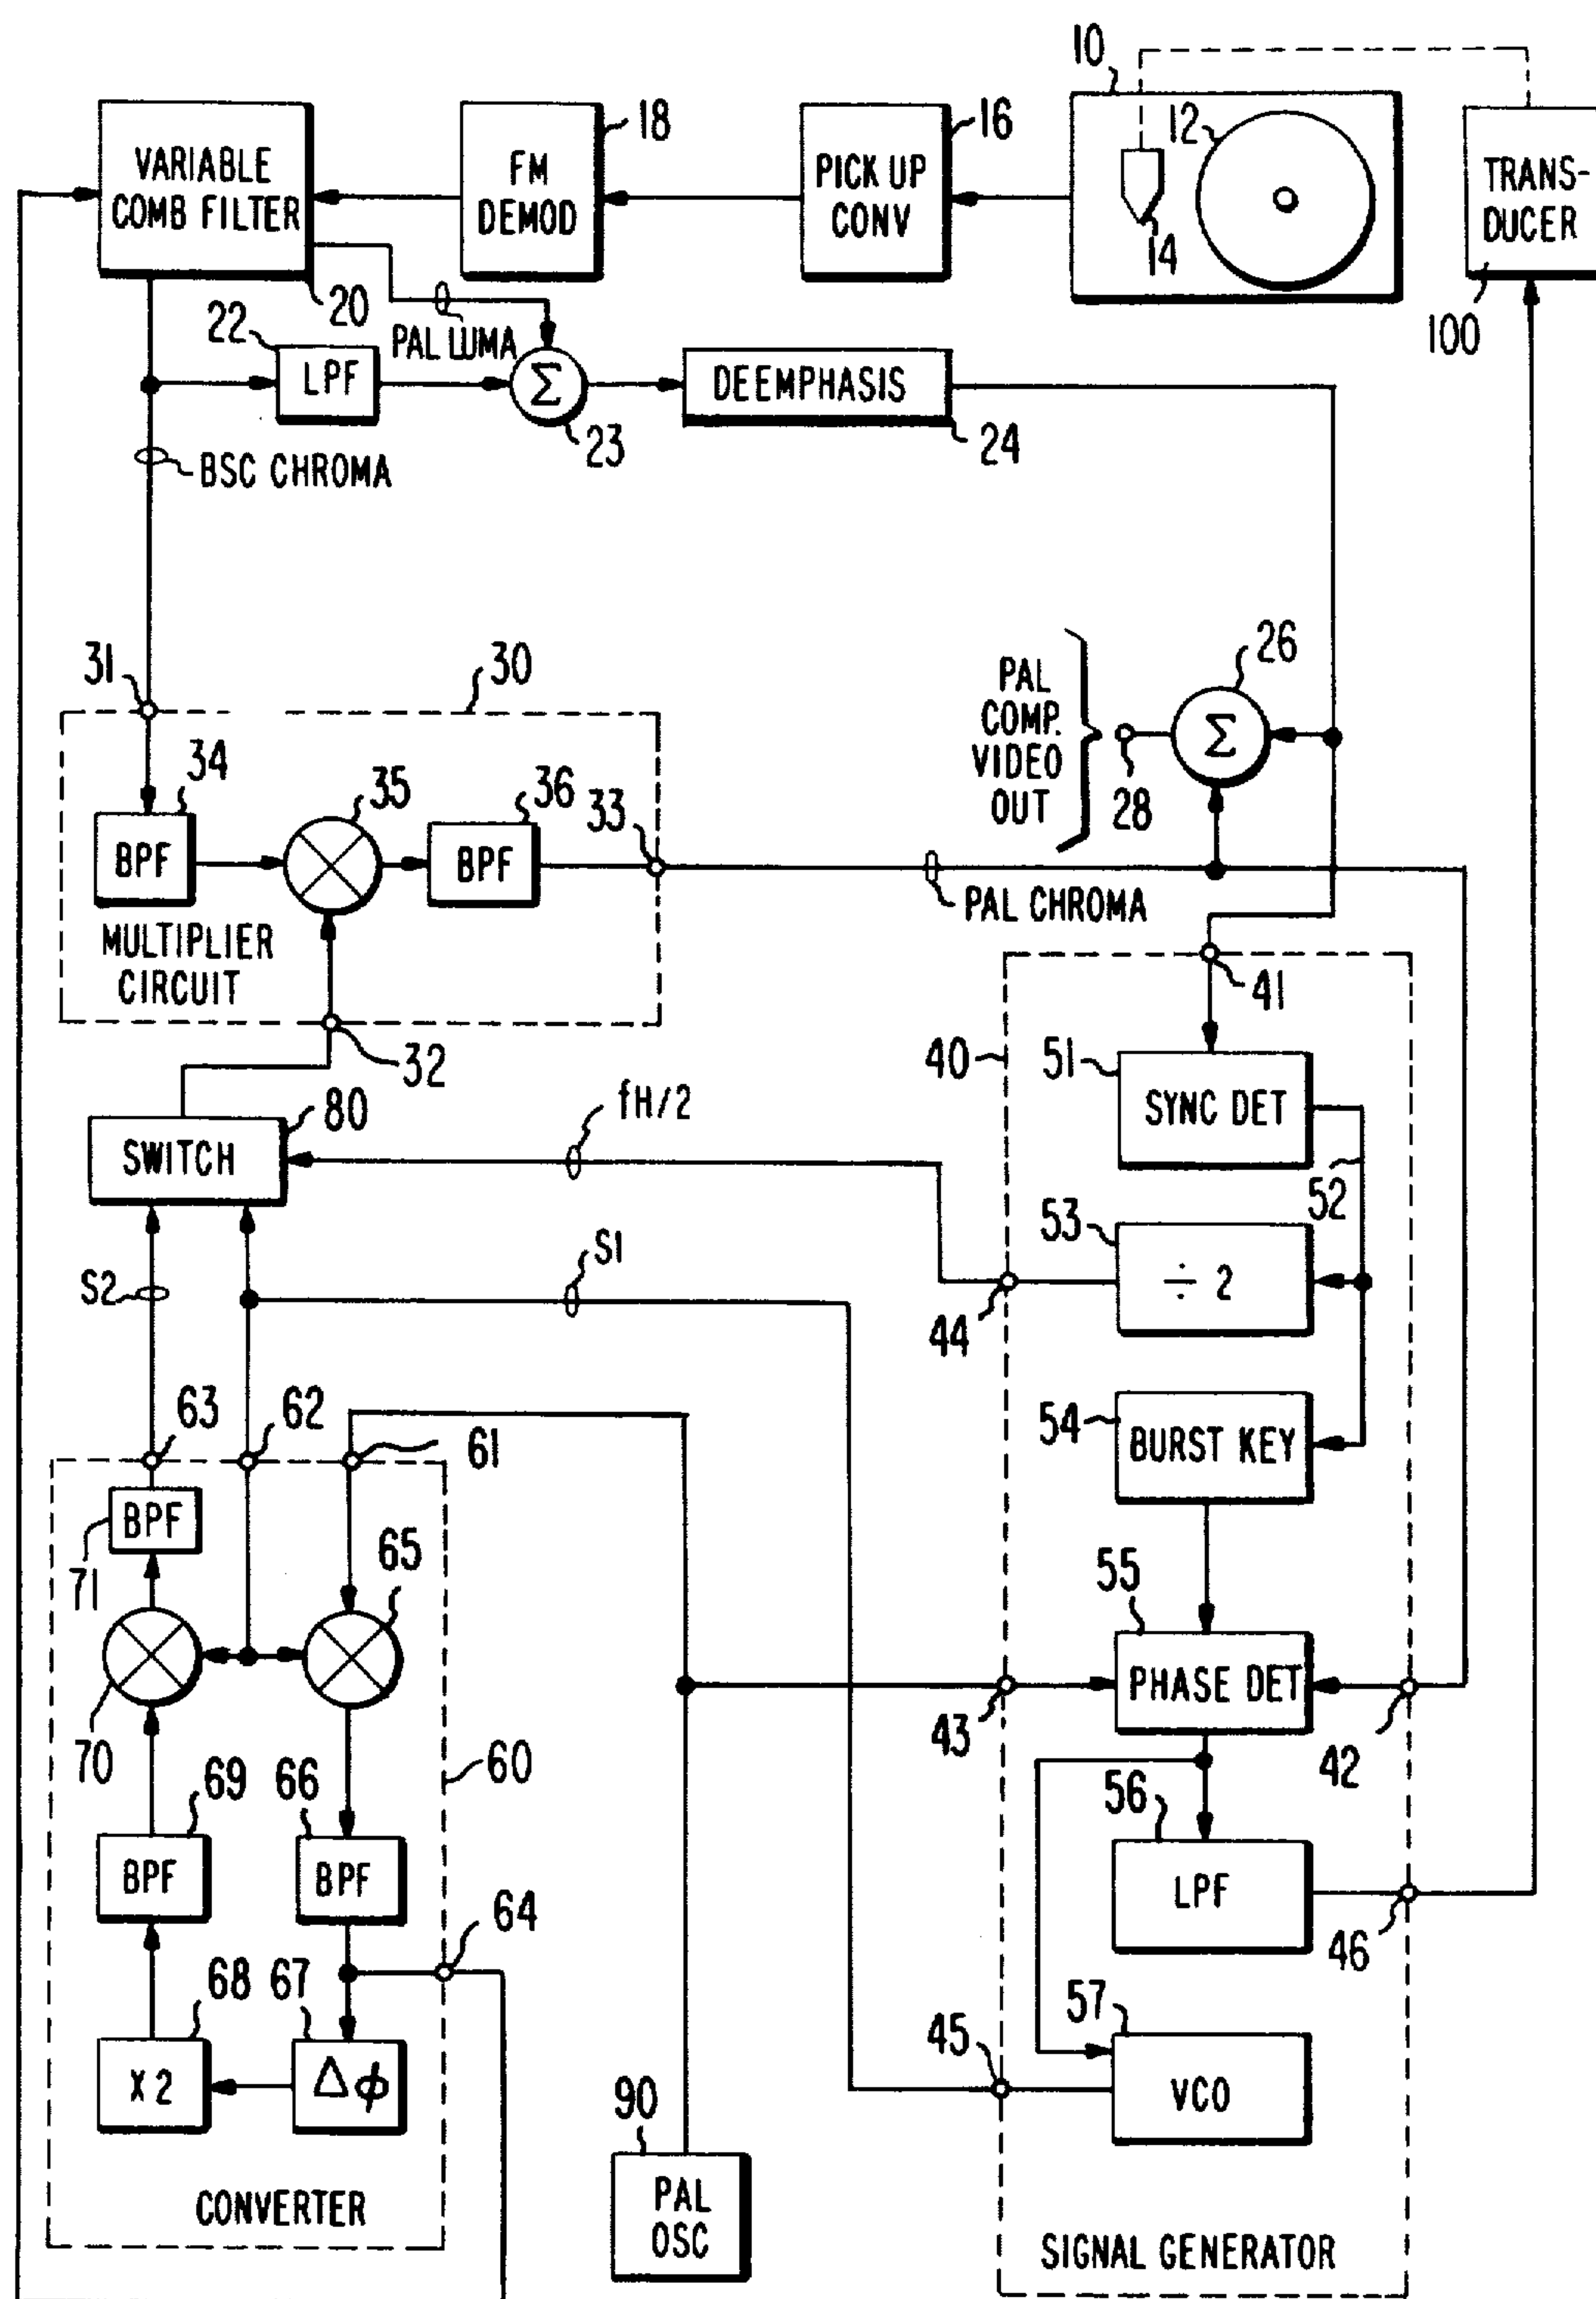 10
18
16
12
VARIABLE
COMB FILTER
FM
DEMOD
PICK UP
CONV
TRANS-
DUCER
14
20
100
22
PAL LUMA
LPF
Σ
DEEMPHASIS
23
24
BSC CHROMA
31
30
26
PAL
COMP.
VIDEO
OUT
Σ
28
34
35
36
33
BPF
BPF
PAL CHROMA
MULTIPLIER
CIRCUIT
41
32
40
51
80
fH/2
SYNC DET
SWITCH
52
53
S1
÷ 2
S2
44
63
62
61
54
BURST KEY
BPF
65
71
55
PHASE DET
70
43
42
60
69
66
56
BPF
BPF
LPF
64
46
68
67
57
45
X 2
Δϕ
VCO
90
PAL
OSC
CONVERTER
SIGNAL GENERATOR